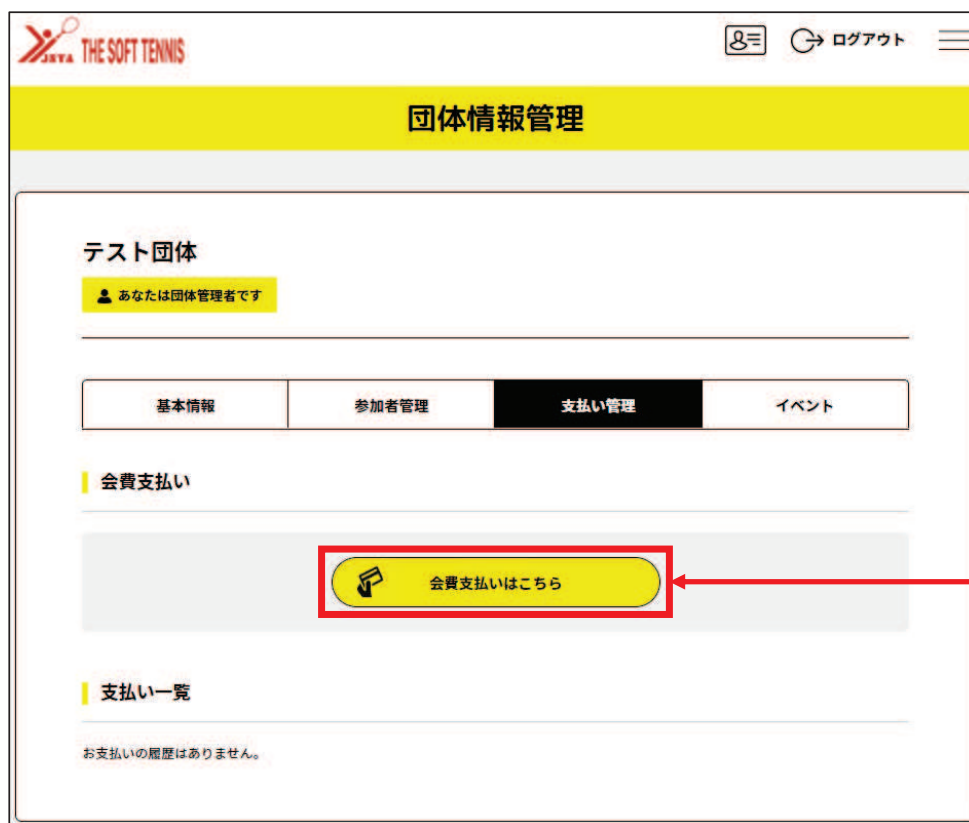 JSTA THE SOFT TENNIS
ログアウト
団体情報管理
テスト団体
あなたは団体管理者です
基本情報 参加者管理 支払い管理 イベント
会費支払い
会費支払いはこちら
支払い一覧
お支払いの履歴はありません。